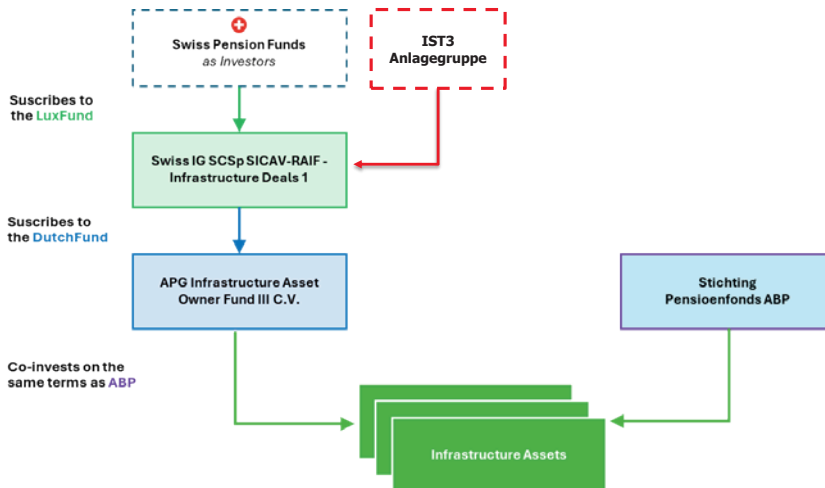 Swiss Pension Funds
as Investors
IST3
Anlagegruppe
Suscribes to
the LuxFund
Swiss IG SCSp SICAV-RAIF -
Infrastructure Deals 1
Suscribes to
the DutchFund
APG Infrastructure Asset
Owner Fund III C.V.
Stichting
Pensioenfonds ABP
Co-invests on the
same terms as ABP
Infrastructure Assets